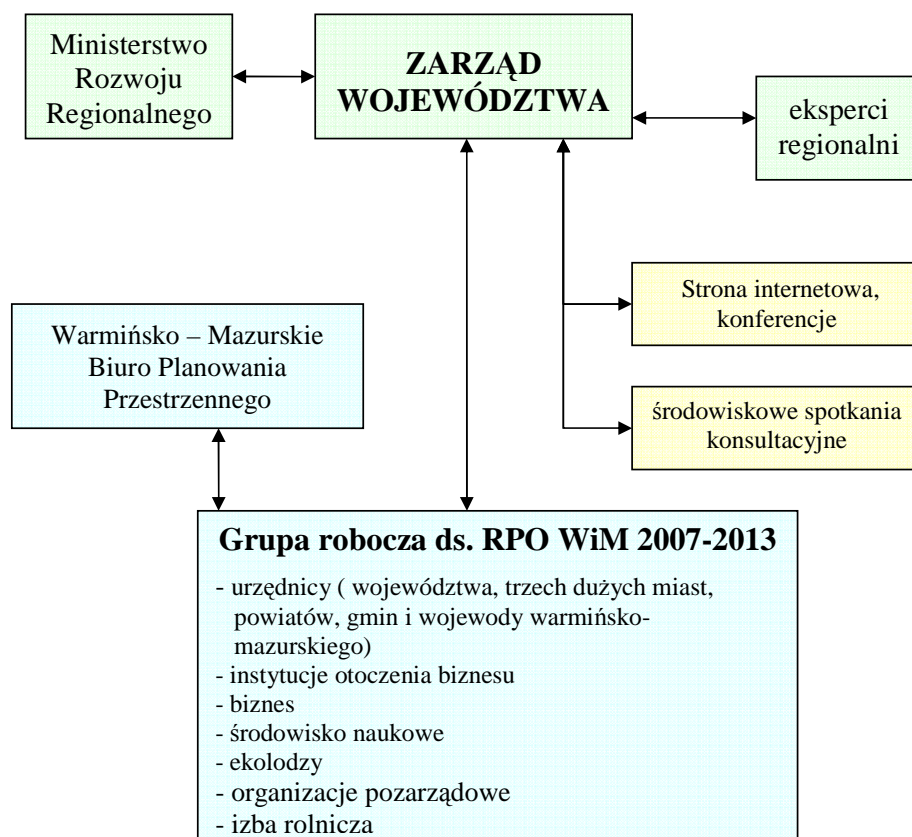 Ministerstwo
Rozwoju
Regionalnego
ZARZĄD
WOJEWÓDZTWA
eksperci
regionalni
Strona internetowa,
konferencje
Warmińsko – Mazurskie
Biuro Planowania
Przestrzennego
środowiskowe spotkania
konsultacyjne
Grupa robocza ds. RPO WiM 2007-2013
- urzędnicy ( województwa, trzech dużych miast,
powiatów, gmin i wojewody warmińsko-
mazurskiego)
- instytucje otoczenia biznesu
- biznes
- środowisko naukowe
- ekolodzy
- organizacje pozarządowe
- izba rolnicza